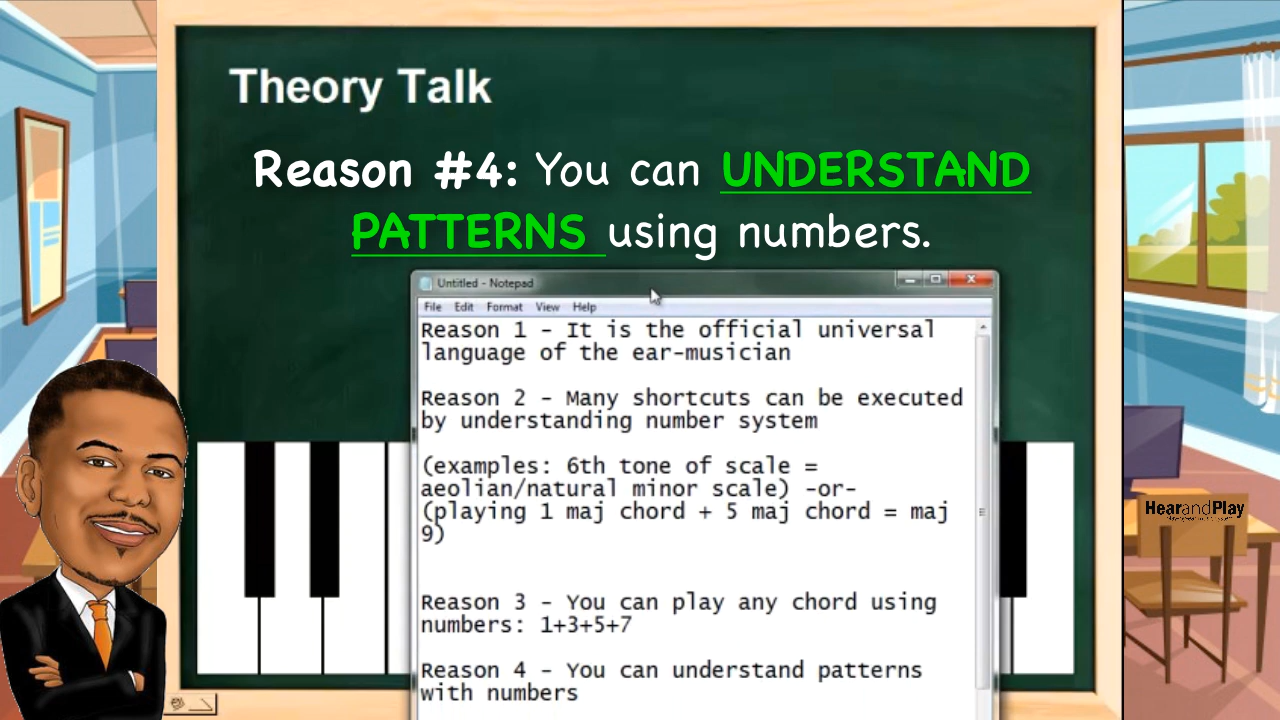 Theory Talk
Reason #4: You can UNDERSTAND
PATTERNS using numbers.
Untitled - Notepad
File Edit Format View Help
Reason 1 - It is the official universal
language of the ear-musician
Reason 2 - Many shortcuts can be executed
by understanding number system
(examples: 6th tone of scale =
aeolian/natural minor scale) -or-
(playing 1 maj chord + 5 maj chord = maj
9)
Reason 3 - You can play any chord using
numbers: 1+3+5+7
Reason 4 - You can understand patterns
with numbers
HearandPlay